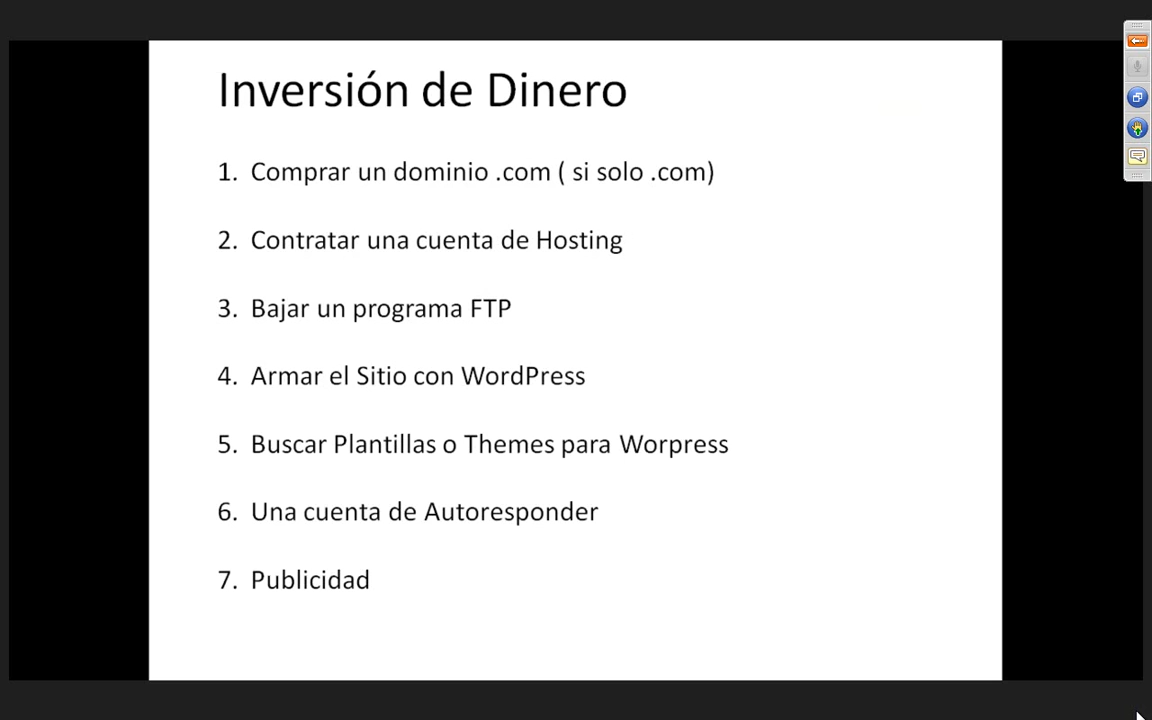 Inversión de Dinero
1. Comprar un dominio .com ( si solo .com)
2. Contratar una cuenta de Hosting
3. Bajar un programa FTP
4. Armar el Sitio con WordPress
5. Buscar Plantillas o Themes para Worpress
6. Una cuenta de Autoresponder
7. Publicidad